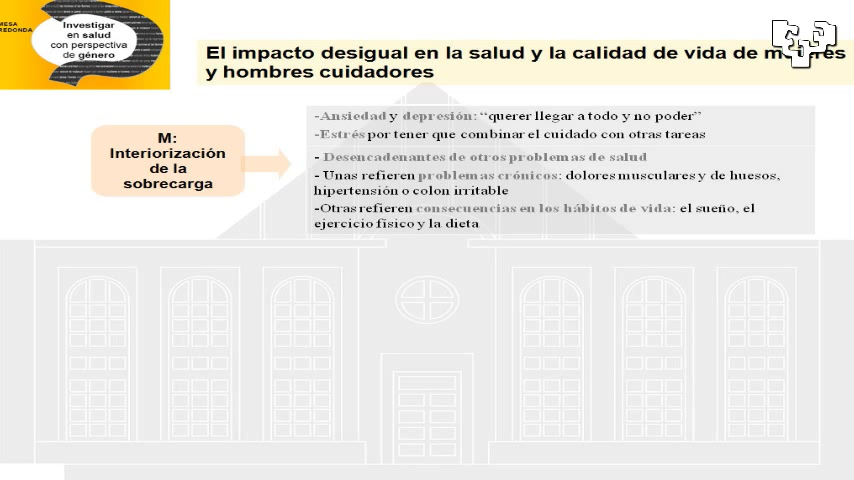 MESA
REDONDA
Investigar
en salud
con perspectiva
de género
El impacto desigual en la salud y la calidad de vida de
y hombres cuidadores
M:
Interiorización
de la
sobrecarga
-Ansiedad y depresión: “querer llegar a todo y no poder”
-Estrés por tener que combinar el cuidado con otras tareas
- Desencadenantes de otros problemas de salud
- Unas refieren problemas crónicos: dolores musculares y de huesos,
hipertensión o colon irritable
-Otras refieren consecuencias en los hábitos de vida: el sueño, el
ejercicio físico y la dieta